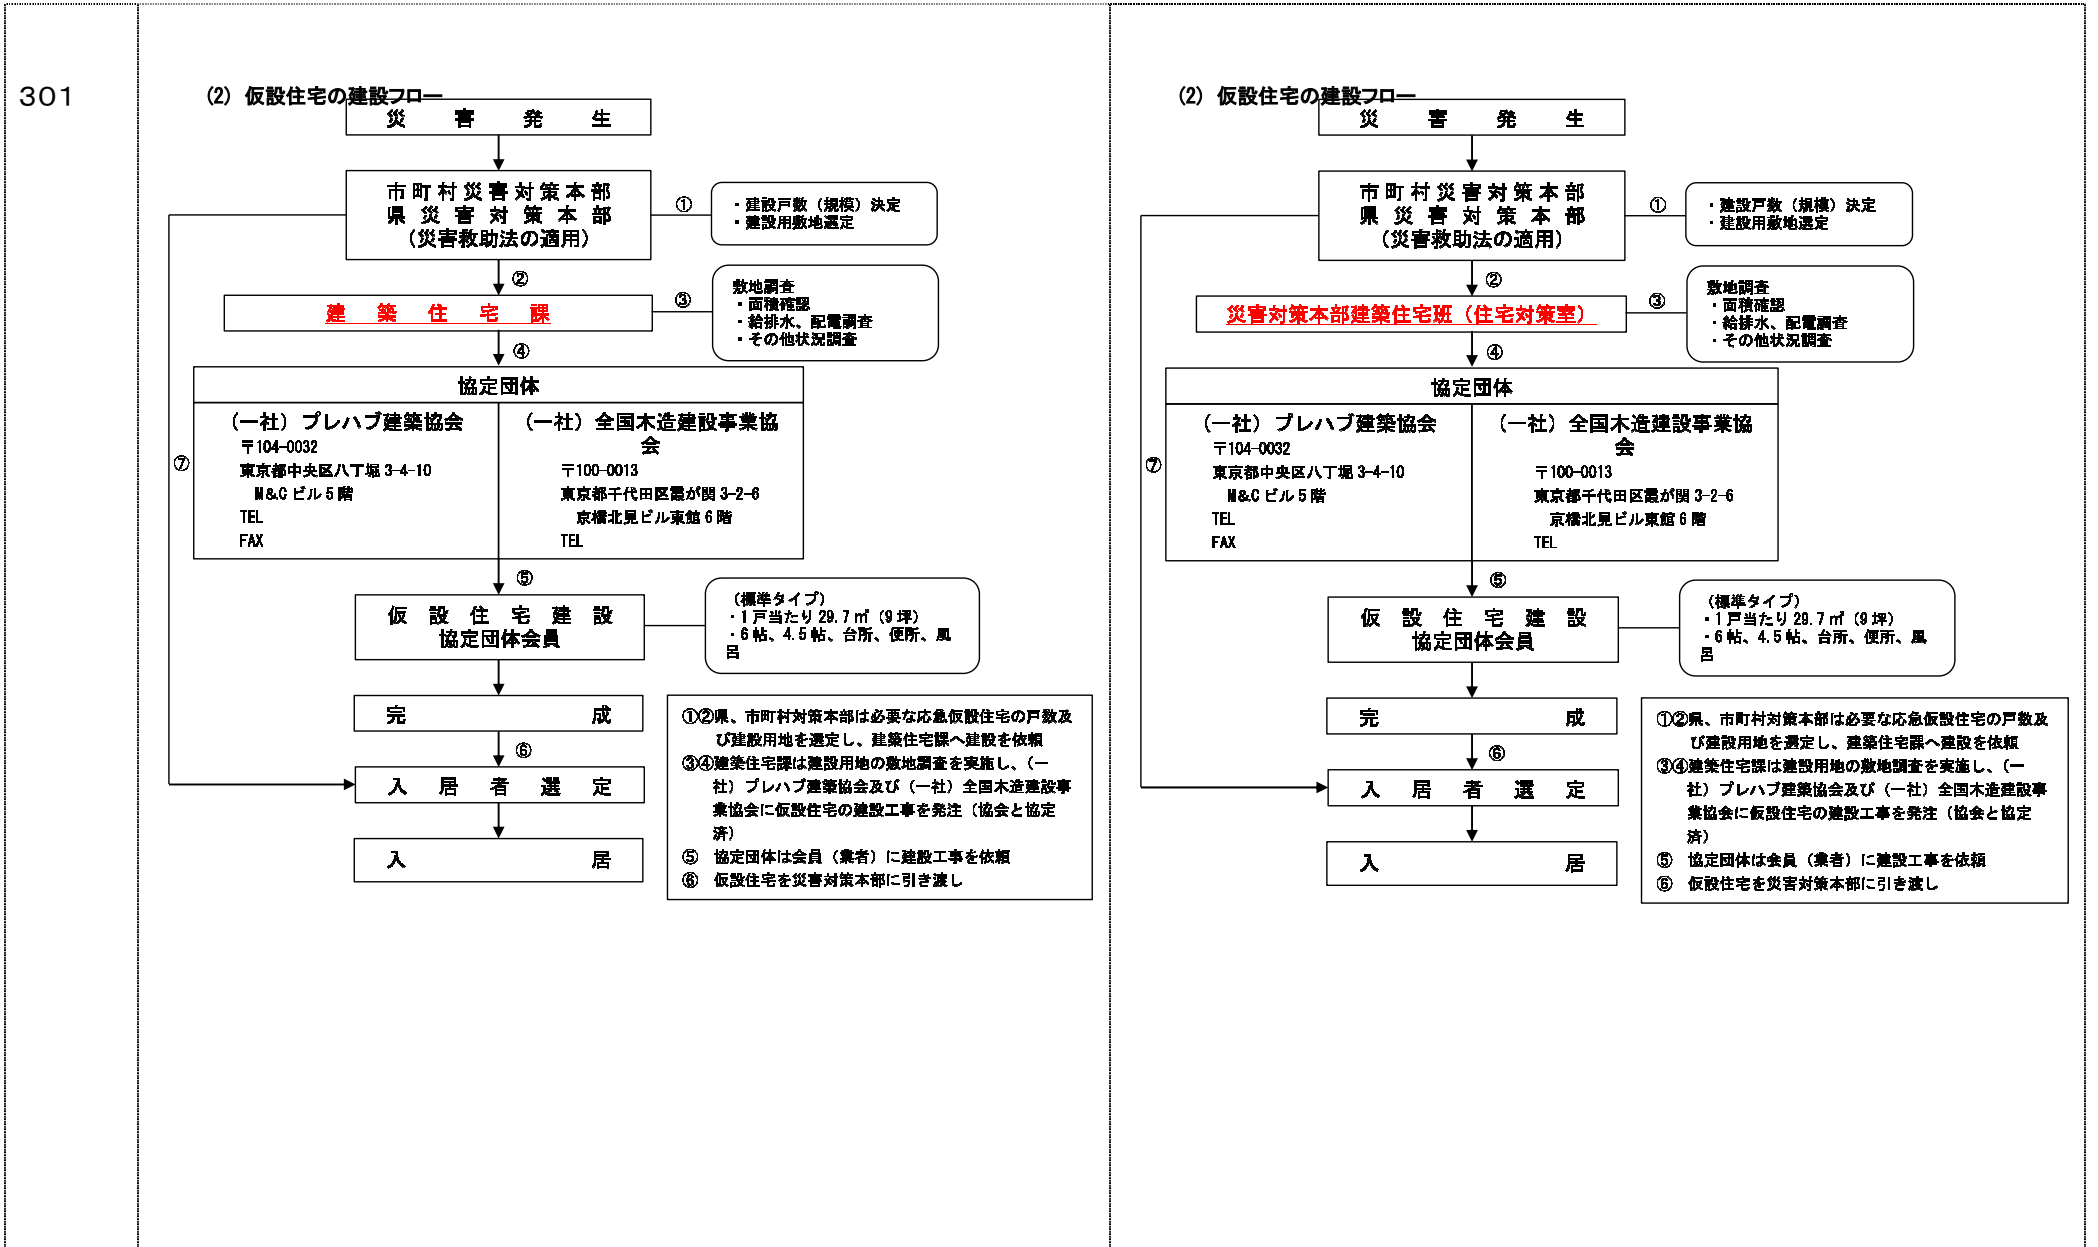 301
(2) 仮設住宅の建設フロー
災害発生
市町村災害対策本部
県災害対策本部
（災害救助法の適用）
①
・建設戸数（規模）決定
・建設用敷地選定
②
建築住宅課
③
敷地調査
・面積確認
・給排水、配電調査
・その他状況調査
④
協定団体
（一社）プレハブ建築協会
〒104-0032
東京都中央区八丁堀 3-4-10
M&C ビル 5 階
TEL
FAX
（一社）全国木造建設事業協
会
〒100-0013
東京都千代田区霞が関 3-2-6
京橋北見ビル東館 6 階
TEL
⑦
⑤
仮設住宅建設
協定団体会員
（標準タイプ）
・1 戸当たり 29.7 ㎡（9 坪）
・6 帖、4.5 帖、台所、便所、風
呂
完成
⑥
入居者選定
入居
①②県、市町村対策本部は必要な応急仮設住宅の戸数及
び建設用地を選定し、建築住宅課へ建設を依頼
③④建築住宅課は建設用地の敷地調査を実施し、（一
社）プレハブ建築協会及び（一社）全国木造建設事
業協会に仮設住宅の建設工事を発注（協会と協定
済）
⑤ 協定団体は会員（業者）に建設工事を依頼
⑥ 仮設住宅を災害対策本部に引き渡し
(2) 仮設住宅の建設フロー
災害発生
市町村災害対策本部
県災害対策本部
（災害救助法の適用）
①
・建設戸数（規模）決定
・建設用敷地選定
②
災害対策本部建築住宅班（住宅対策室）
③
敷地調査
・面積確認
・給排水、配電調査
・その他状況調査
④
協定団体
（一社）プレハブ建築協会
〒104-0032
東京都中央区八丁堀 3-4-10
M&C ビル 5 階
TEL
FAX
（一社）全国木造建設事業協
会
〒100-0013
東京都千代田区霞が関 3-2-6
京橋北見ビル東館 6 階
TEL
⑦
⑤
仮設住宅建設
協定団体会員
（標準タイプ）
・1 戸当たり 29.7 ㎡（9 坪）
・6 帖、4.5 帖、台所、便所、風
呂
完成
⑥
入居者選定
入居
①②県、市町村対策本部は必要な応急仮設住宅の戸数及
び建設用地を選定し、建築住宅課へ建設を依頼
③④建築住宅課は建設用地の敷地調査を実施し、（一
社）プレハブ建築協会及び（一社）全国木造建設事
業協会に仮設住宅の建設工事を発注（協会と協定
済）
⑤ 協定団体は会員（業者）に建設工事を依頼
⑥ 仮設住宅を災害対策本部に引き渡し